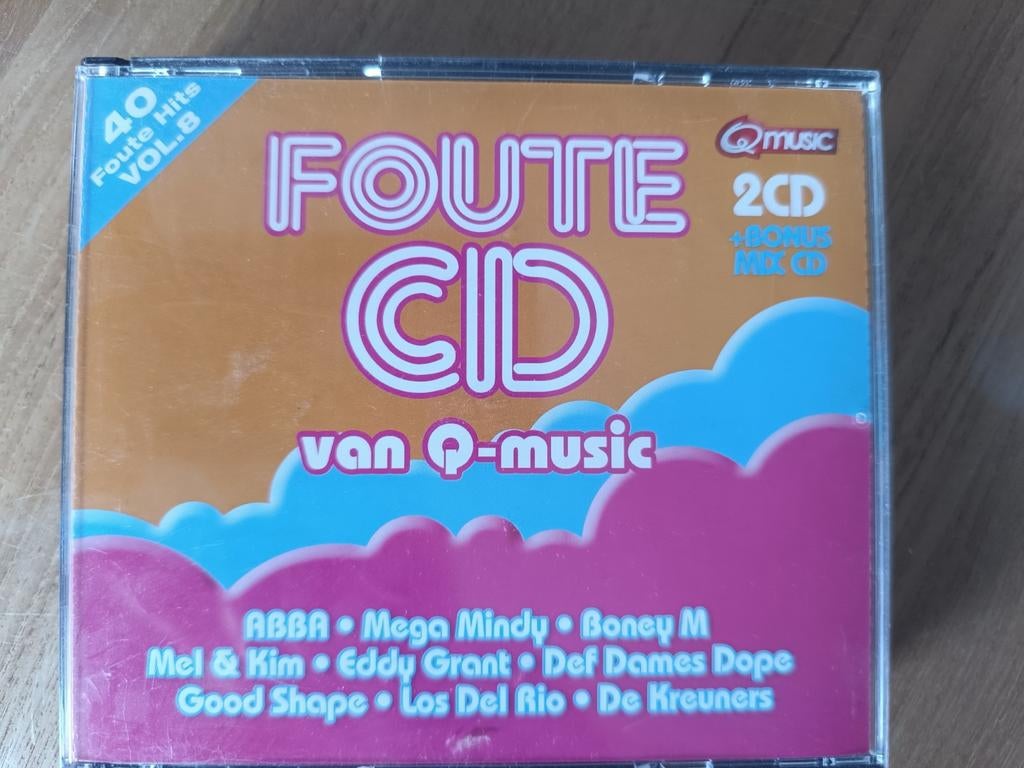 40
Foute Hits
VOL.8
FOUTE
CD
van Q-music
Q music
2CD
+BONUS
MIX CD
ABBA • Mega Mindy • Boney M
Mel & Kim • Eddy Grant • Def Dames Dope
Good Shape • Los Del Rio • De Kreuners